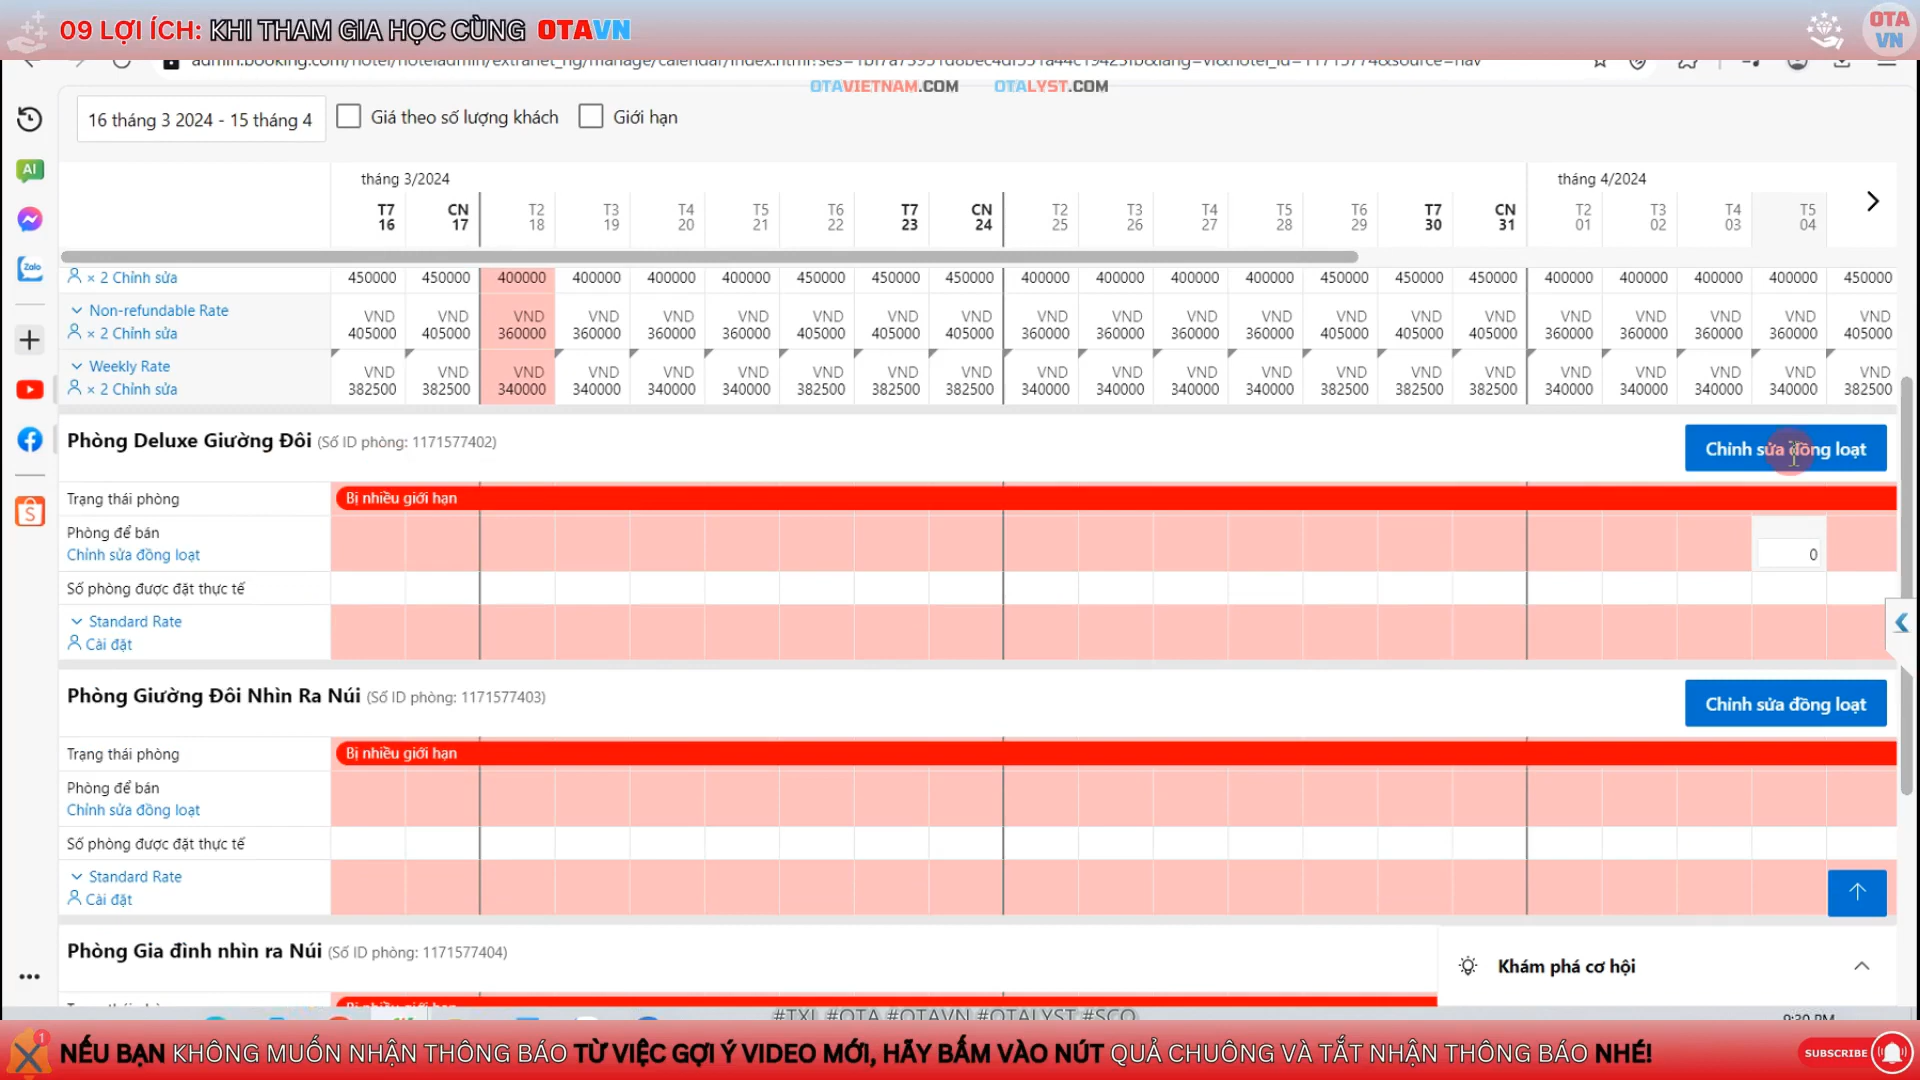 09 LỢI ÍCH: KHI THAM GIA HỌC CÙNG OTAVN
OTA VN
OTAVIETNAM.COM OTALYST.COM
16 tháng 3 2024 - 15 tháng 4
Giá theo số lượng khách
Giới hạn
tháng 3/2024 tháng 4/2024
T7 CN T2 T3 T4 T5 T6 T7 CN T2 T3 T4 T5 T6 T7 CN T2 T3 T4 T5
16 17 18 19 20 21 22 23 24 25 26 27 28 29 30 31 01 02 03 04
× 2 Chỉnh sửa 450000 450000 400000 400000 400000 400000 450000 450000 450000 400000 400000 400000 400000 450000 450000 450000 400000 400000 400000 400000 450000
Non-refundable Rate VND VND VND VND VND VND VND VND VND VND VND VND VND VND VND VND VND VND VND VND VND
× 2 Chỉnh sửa 405000 405000 360000 360000 360000 360000 405000 405000 405000 360000 360000 360000 360000 405000 405000 405000 360000 360000 360000 360000 405000
Weekly Rate VND VND VND VND VND VND VND VND VND VND VND VND VND VND VND VND VND VND VND VND VND
× 2 Chỉnh sửa 382500 382500 340000 340000 340000 340000 382500 382500 382500 340000 340000 340000 340000 382500 382500 382500 340000 340000 340000 340000 382500
Phòng Deluxe Giường Đôi (Số ID phòng: 1171577402)
Chỉnh sửa đồng loạt
Trạng thái phòng
Bị nhiều giới hạn
Phòng để bán
Chỉnh sửa đồng loạt
0
Số phòng được đặt thực tế
Standard Rate
Cài đặt
Phòng Giường Đôi Nhìn Ra Núi (Số ID phòng: 1171577403)
Chỉnh sửa đồng loạt
Trạng thái phòng
Bị nhiều giới hạn
Phòng để bán
Chỉnh sửa đồng loạt
Số phòng được đặt thực tế
Standard Rate
Cài đặt
Phòng Gia đình nhìn ra Núi (Số ID phòng: 1171577404)
Khám phá cơ hội
Bị nhiều giới hạn
#TXL #OTA #OTAVN #OTALYST #SCO
9:30 PM
AI
Zalo
NẾU BẠN KHÔNG MUỐN NHẬN THÔNG BÁO TỪ VIỆC GỢI Ý VIDEO MỚI, HÃY BẤM VÀO NÚT QUẢ CHUÔNG VÀ TẮT NHẬN THÔNG BÁO NHÉ!
SUBSCRIBE
1